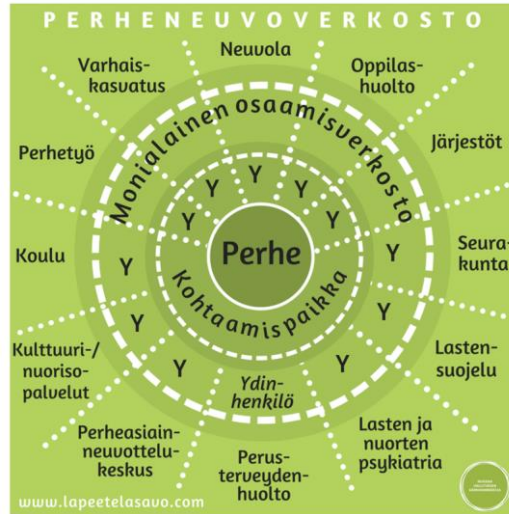 PERHENEUVOVERKOSTO
Neuvola
Varhais-
kasvatus
Oppilas-
huolto
Perhetyö
Järjestöt
Monialainen osaamisverkosto
Y Y Y Y Y Y
Perhe
Kohtaamispaikka
Koulu
Y
Y
Seura-
kunta
Y
Y
Kulttuuri-/
nuoriso-
palvelut
Lasten-
suojelu
Y
Y
Ydin-
henkilö
Perheasiain-
neuvottelu-
keskus
Perus-
terveyden-
huolto
Lasten ja
nuorten
psykiatria
www.lapeetelasavo.com